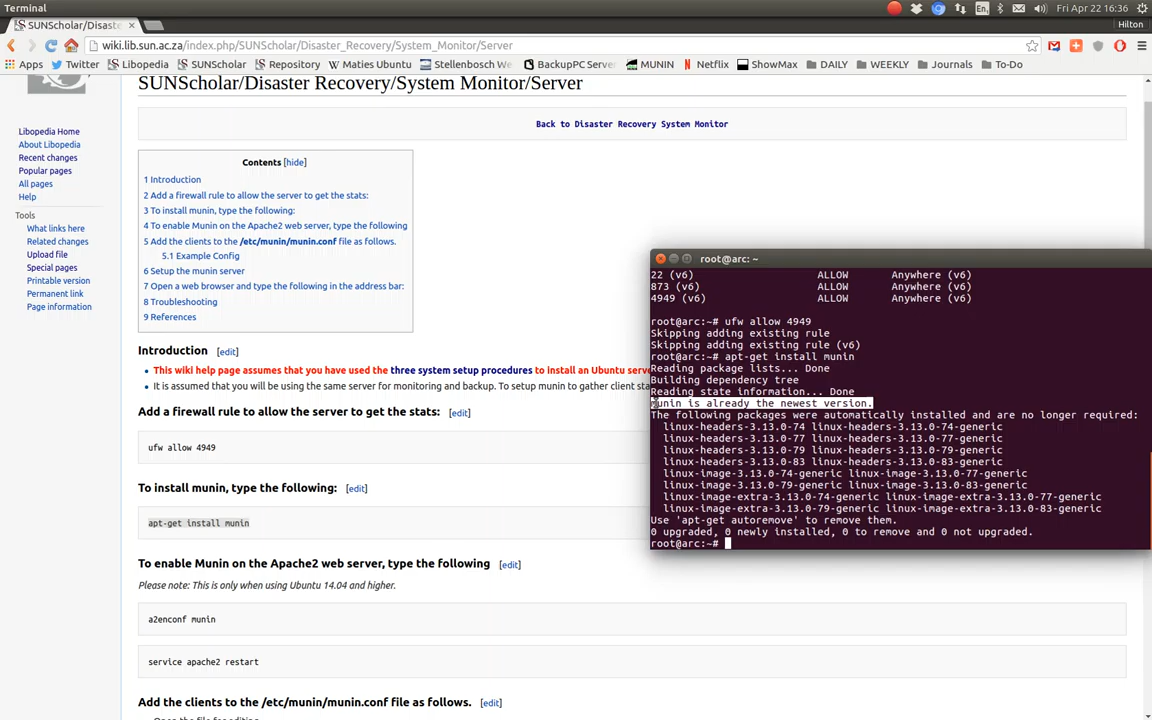 Terminal
En
Fri Apr 22 16:36
SUNScholar/Disast
Hilton
wiki.lib.sun.ac.za/index.php/SUNScholar/Disaster_Recovery/System_Monitor/Server
Apps Twitter Libopedia SUNScholar Repository Maties Ubuntu Stellenbosch Wer BackupPC Server MUNIN Netflix ShowMax DAILY WEEKLY Journals To-Do
SUNScholar/Disaster Recovery/System Monitor/Server
Back to Disaster Recovery System Monitor
Libopedia Home
About Libopedia
Recent changes
Popular pages
All pages
Help
Tools
What links here
Related changes
Upload file
Special pages
Printable version
Permanent link
Page information
Contents [hide]
1 Introduction
2 Add a firewall rule to allow the server to get the stats:
3 To install munin, type the following:
4 To enable Munin on the Apache2 web server, type the following
5 Add the clients to the /etc/munin/munin.conf file as follows.
5.1 Example Config
6 Setup the munin server
7 Open a web browser and type the following in the address bar:
8 Troubleshooting
9 References
Introduction [edit]
This wiki help page assumes that you have used the three system setup procedures to install an Ubuntu serve
It is assumed that you will be using the same server for monitoring and backup. To setup munin to gather client sta
Add a firewall rule to allow the server to get the stats: [edit]
ufw allow 4949
To install munin, type the following: [edit]
apt-get install munin
To enable Munin on the Apache2 web server, type the following [edit]
Please note: This is only when using Ubuntu 14.04 and higher.
a2enconf munin
service apache2 restart
Add the clients to the /etc/munin/munin.conf file as follows. [edit]
Open the file for editing
root@arc: ~
22 (v6) ALLOW Anywhere (v6)
873 (v6) ALLOW Anywhere (v6)
4949 (v6) ALLOW Anywhere (v6)
root@arc:~# ufw allow 4949
Skipping adding existing rule
Skipping adding existing rule (v6)
root@arc:~# apt-get install munin
Reading package lists... Done
Building dependency tree
Reading state information... Done
munin is already the newest version.
The following packages were automatically installed and are no longer required:
linux-headers-3.13.0-74 linux-headers-3.13.0-74-generic
linux-headers-3.13.0-77 linux-headers-3.13.0-77-generic
linux-headers-3.13.0-79 linux-headers-3.13.0-79-generic
linux-headers-3.13.0-83 linux-headers-3.13.0-83-generic
linux-image-3.13.0-74-generic linux-image-3.13.0-77-generic
linux-image-3.13.0-79-generic linux-image-3.13.0-83-generic
linux-image-extra-3.13.0-74-generic linux-image-extra-3.13.0-77-generic
linux-image-extra-3.13.0-79-generic linux-image-extra-3.13.0-83-generic
Use 'apt-get autoremove' to remove them.
0 upgraded, 0 newly installed, 0 to remove and 0 not upgraded.
root@arc:~#